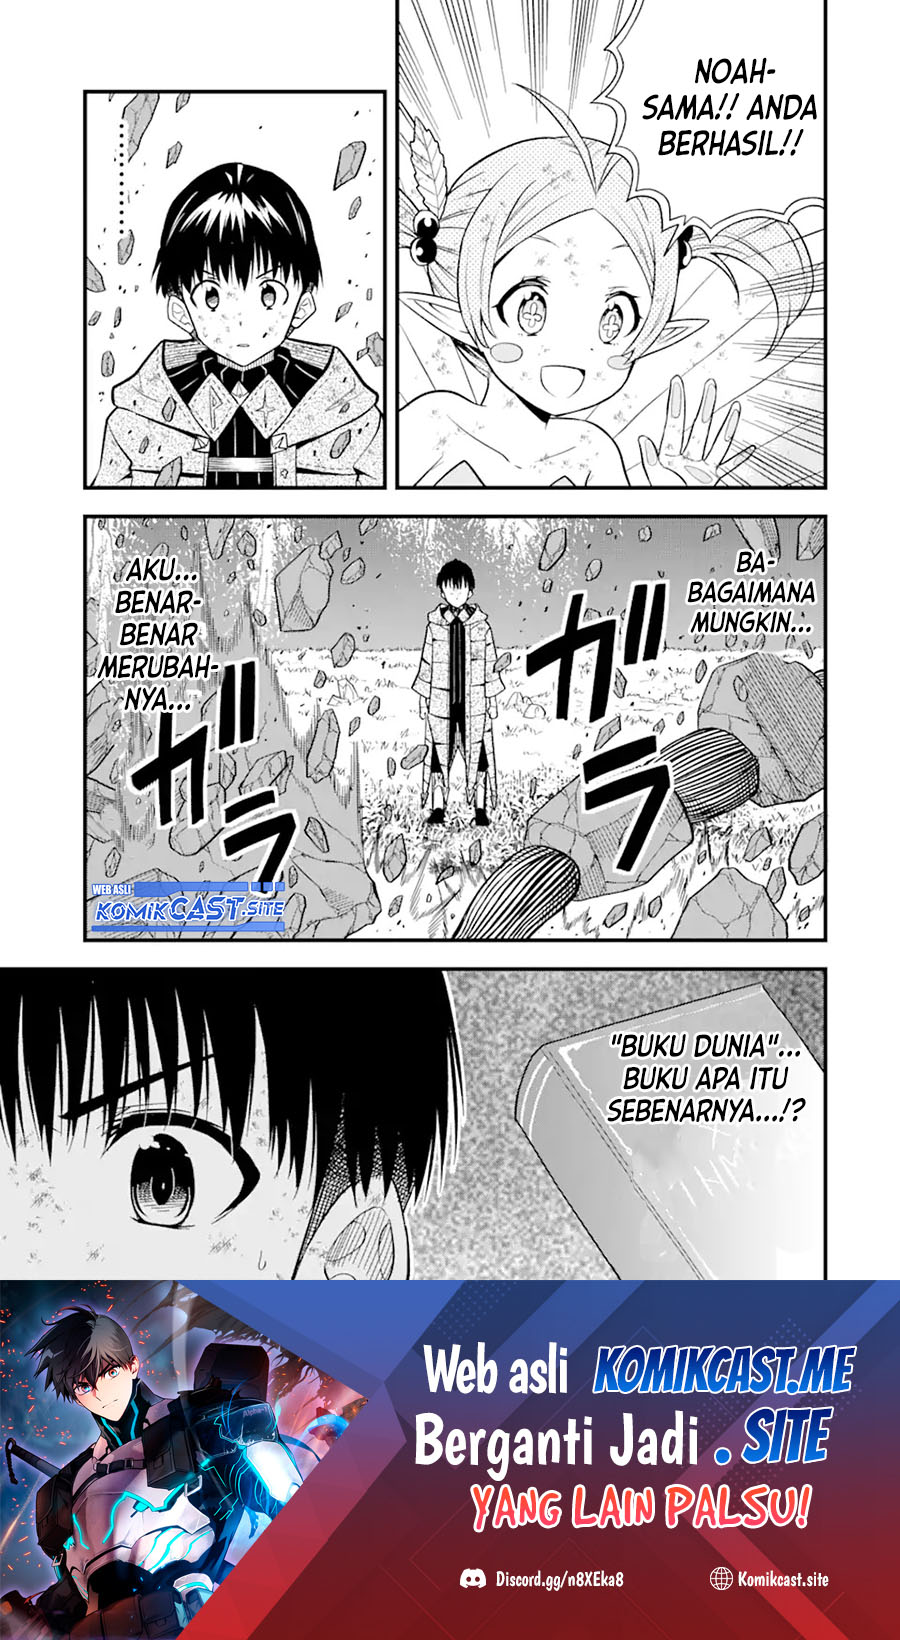 NOAH-
SAMA!! ANDA
BERHASIL!!
BA-
BAGAIMANA
MUNGKIN...
AKU...
BENAR-
BENAR
MERUBAH-
NYA...
ガラ
ガラ
WEB ASLI
KOMIKCAST.SITE
"BUKU DUNIA"...
BUKU APA ITU
SEBENARNYA...!?
Web asli KOMIKCAST.ME
Berganti Jadi .SITE
YANG LAIN PALSU!
Discord.gg/n8XEka8
Komikcast.site